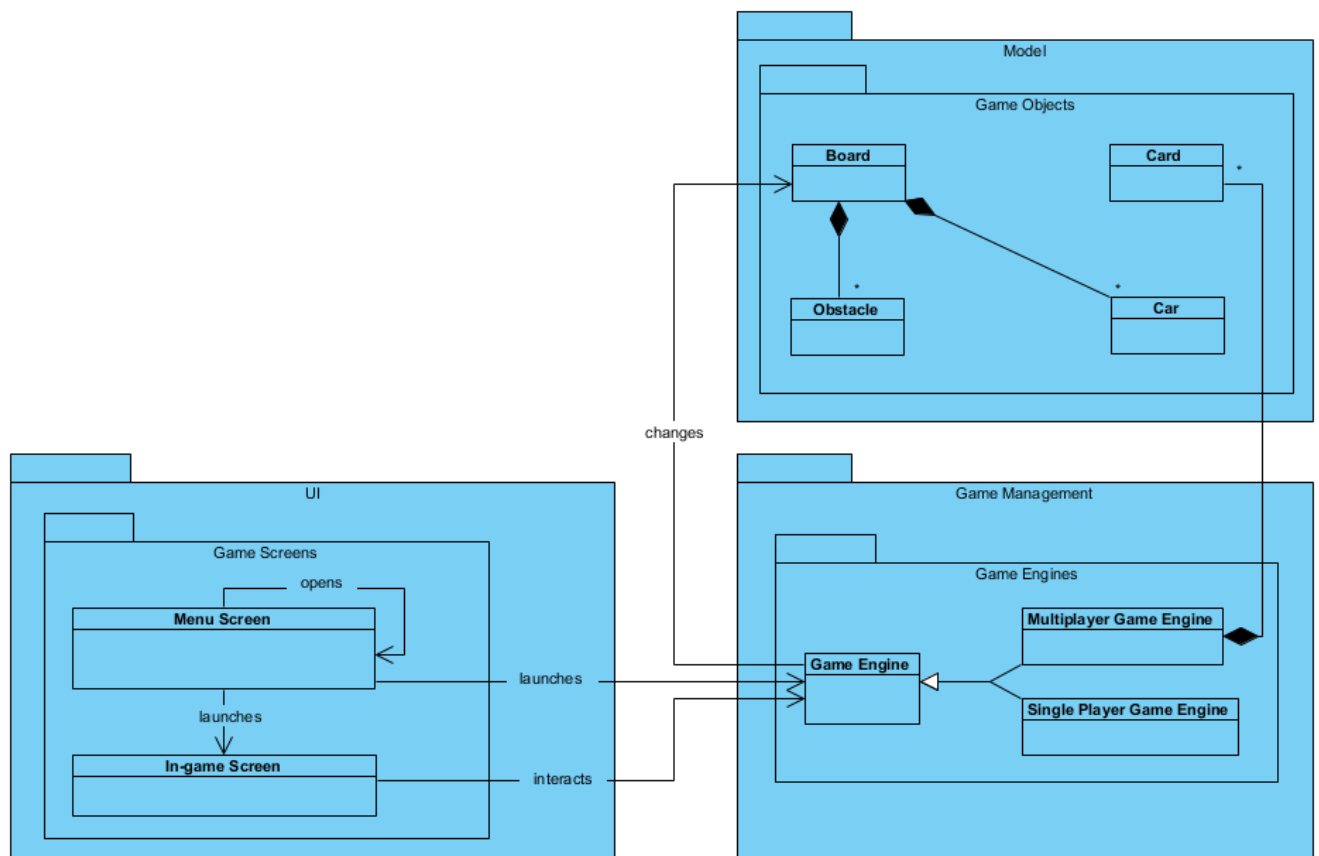 Model
Game Objects
Board
Card
*
*
*
Obstacle
Car
changes
UI
Game Screens
opens
Menu Screen
launches
launches
In-game Screen
interacts
Game Management
Game Engines
Multiplayer Game Engine
Game Engine
Single Player Game Engine